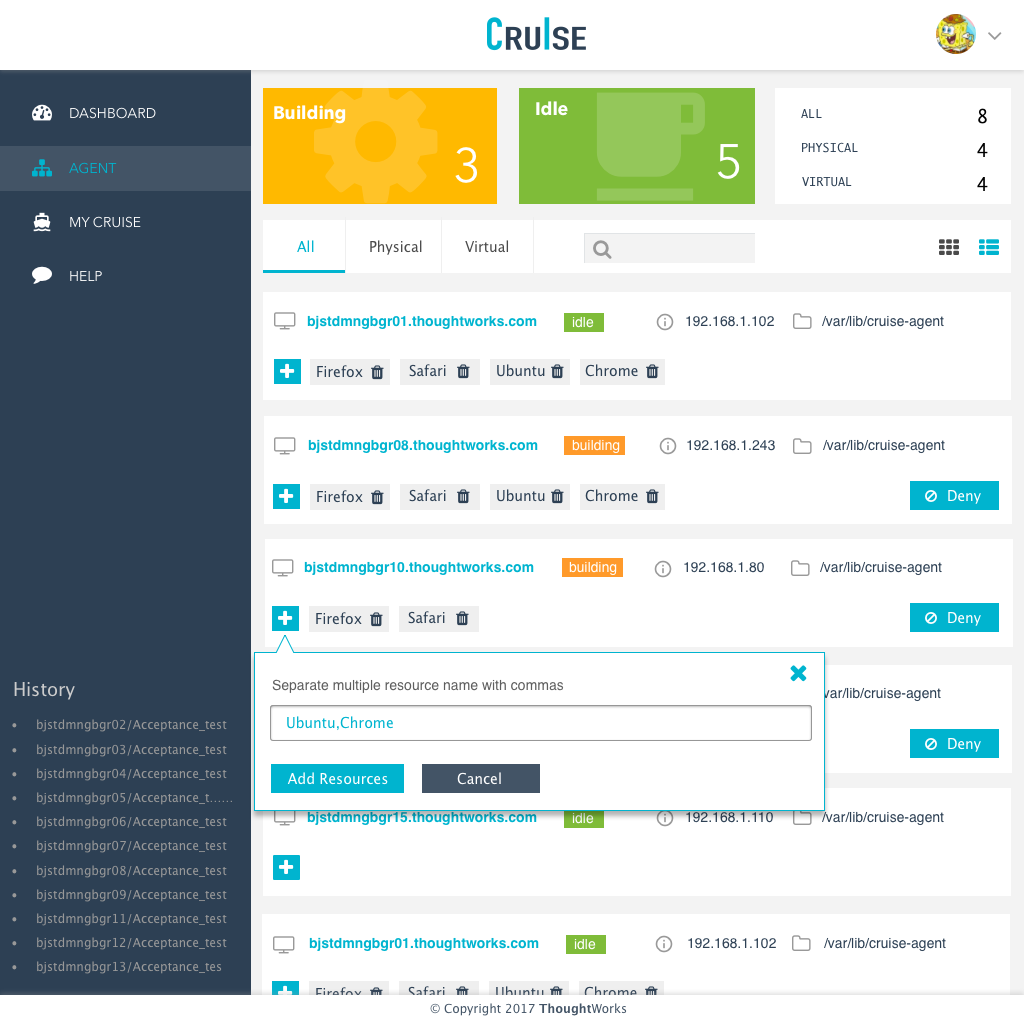 CRUISE
DASHBOARD
AGENT
MY CRUISE
HELP
History
bjstdmngbgr02/Acceptance_test
bjstdmngbgr03/Acceptance_test
bjstdmngbgr04/Acceptance_test
bjstdmngbgr05/Acceptance_t......
bjstdmngbgr06/Acceptance_test
bjstdmngbgr07/Acceptance_test
bjstdmngbgr08/Acceptance_test
bjstdmngbgr09/Acceptance_test
bjstdmngbgr11/Acceptance_test
bjstdmngbgr12/Acceptance_test
bjstdmngbgr13/Acceptance_tes
Building
3
Idle
5
ALL 8
PHYSICAL 4
VIRTUAL 4
All Physical Virtual
bjstdmngbgr01.thoughtworks.com idle 192.168.1.102 /var/lib/cruise-agent
Firefox Safari Ubuntu Chrome
bjstdmngbgr08.thoughtworks.com building 192.168.1.243 /var/lib/cruise-agent
Firefox Safari Ubuntu Chrome Deny
bjstdmngbgr10.thoughtworks.com building 192.168.1.80 /var/lib/cruise-agent
Firefox Safari Deny
Separate multiple resource name with commas
Ubuntu,Chrome
Add Resources Cancel
var/lib/cruise-agent
Deny
bjstdmngbgr15.thoughtworks.com idle 192.168.1.110 /var/lib/cruise-agent
bjstdmngbgr01.thoughtworks.com idle 192.168.1.102 /var/lib/cruise-agent
Firefox Safari Ubuntu Chrome
© Copyright 2017 ThoughtWorks